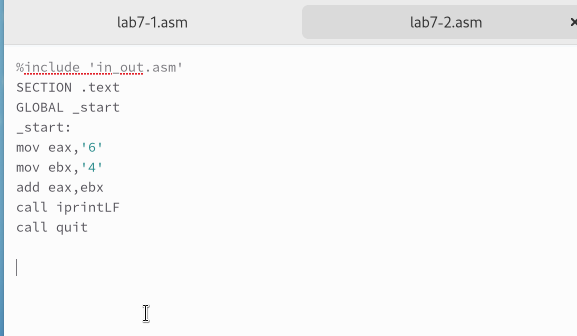 lab7-1.asm lab7-2.asm ×
%include 'in_out.asm'
SECTION .text
GLOBAL _start
_start:
mov eax,'6'
mov ebx,'4'
add eax,ebx
call iprintLF
call quit